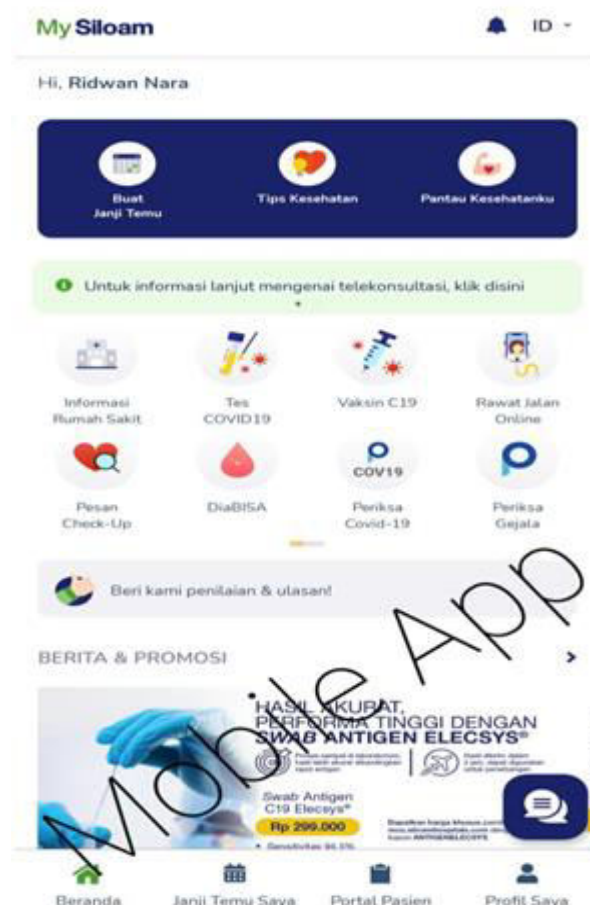 My Siloam
ID
Hi, Ridwan Nara
Buat
Janji Temu
Tips Kesehatan
Pantau Kesehatanku
Untuk informasi lanjut mengenai telekonsultasi, klik disini
Informasi
Rumah Sakit
Tes
COVID19
Vaksin C19
Rawat Jalan
Online
COV19
Pesan
Check-Up
DiaBISA
Periksa
Covid-19
Periksa
Gejala
Beri kami penilaian & ulasan!
BERITA & PROMOSI
HASIL AKURAT,
PERFORMA TINGGI DENGAN
SWAB ANTIGEN ELECSYS®
Swab Antigen
C19 Elecsys®
Rp 299.000
Mobile App
Beranda
Janji Temu Saya
Portal Pasien
Profil Saya